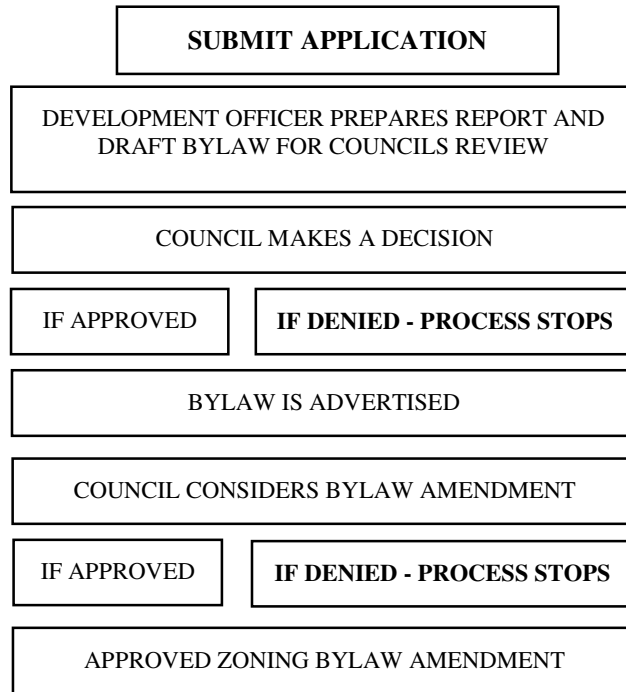 SUBMIT APPLICATION
DEVELOPMENT OFFICER PREPARES REPORT AND
DRAFT BYLAW FOR COUNCILS REVIEW
COUNCIL MAKES A DECISION
IF APPROVED
IF DENIED - PROCESS STOPS
BYLAW IS ADVERTISED
COUNCIL CONSIDERS BYLAW AMENDMENT
IF APPROVED
IF DENIED - PROCESS STOPS
APPROVED ZONING BYLAW AMENDMENT